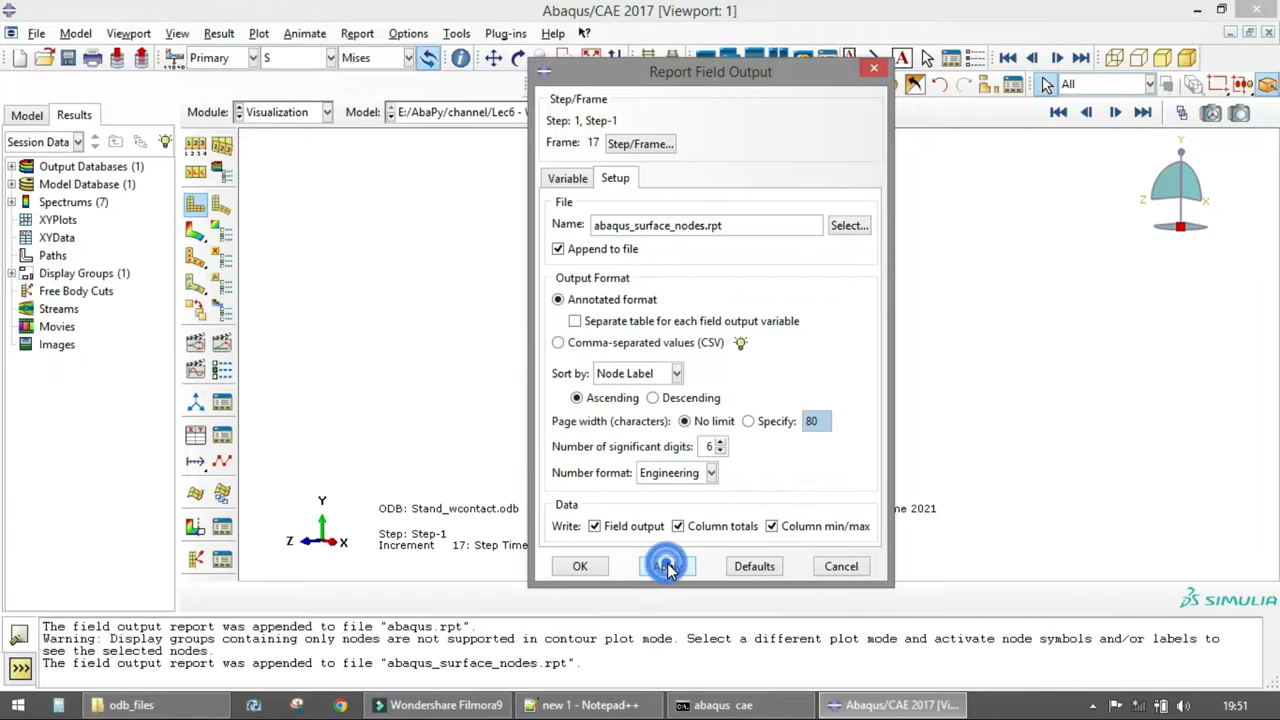 Abaqus/CAE 2017 [Viewport: 1]
File Model Viewport View Result Plot Animate Report Options Tools Plug-ins Help
Primary S Mises All
Model Results Module: Visualization Model: E:/AbaPy/channel/Lec6 -
Session Data
Output Databases (1)
Model Database (1)
Spectrums (7)
XYPlots
XYData
Paths
Display Groups (1)
Free Body Cuts
Streams
Movies
Images
Report Field Output
Step/Frame
Step: 1, Step-1
Frame: 17 Step/Frame...
Variable Setup
File
Name: abaqus_surface_nodes.rpt Select...
Append to file
Output Format
Annotated format
Separate table for each field output variable
Comma-separated values (CSV)
Sort by: Node Label
Ascending Descending
Page width (characters): No limit Specify: 80
Number of significant digits: 6
Number format: Engineering
Data
Write: Field output Column totals Column min/max
OK Defaults Cancel
Y
Z X
Y
Z X
ODB: Stand_wcontact.odb
Step: Step-1
Increment 17: Step Time
2021
SIMULIA
The field output report was appended to file "abaqus.rpt".
Warning: Display groups containing only nodes are not supported in contour plot mode. Select a different plot mode and activate node symbols and/or labels to
see the selected nodes.
The field output report was appended to file "abaqus_surface_nodes.rpt".
odb_files Wondershare Filmora9 new 1 - Notepad++ abaqus cae Abaqus/CAE 2017 [Vi... 19:51